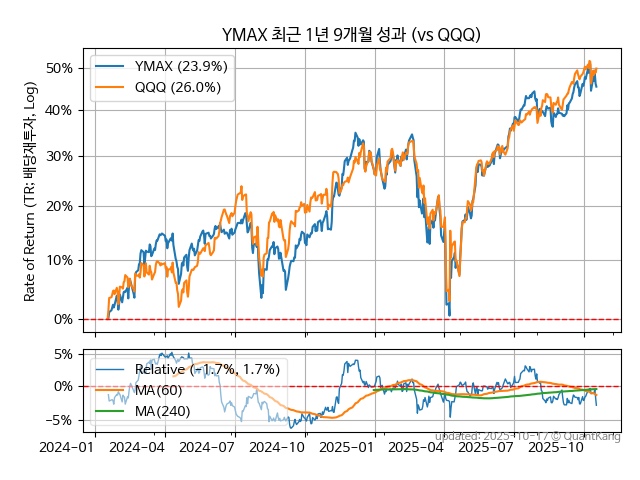 YMAX 최근 1년 9개월 성과 (vs QQQ)
Rate of Return (TR: 배당재투자, Log)
50%
40%
30%
20%
10%
0%
YMAX (23.9%)
QQQ (26.0%)
5%
0%
−5%
Relative (−1.7%, 1.7%)
MA(60)
MA(240)
updated: 2025-10-17 © QuantKang
2024−01
2024−04
2024−07
2024−10
2025−01
2025−04
2025−07
2025−10